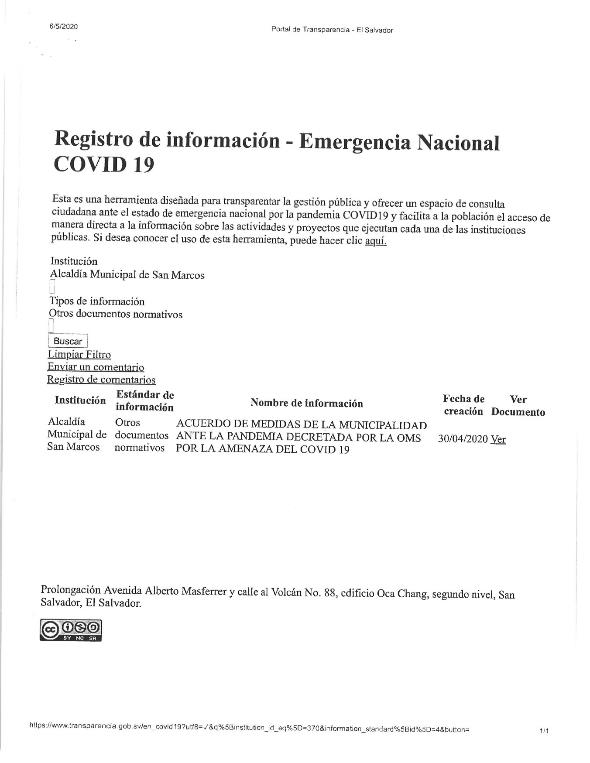 6/5/2020
Portal de Transparencia - El Salvador
Registro de información - Emergencia Nacional
COVID 19
Esta es una herramienta diseñada para transparentar la gestión pública y ofrecer un espacio de consulta
ciudadana ante el estado de emergencia nacional por la pandemia COVID19 y facilita a la población el acceso de
manera directa a la información sobre las actividades y proyectos que ejecutan cada una de las instituciones
públicas. Si desea conocer el uso de esta herramienta, puede hacer clic aquí.
Institución
Alcaldía Municipal de San Marcos
Tipos de información
Otros documentos normativos
Buscar
Limpiar Filtro
Enviar un comentario
Registro de comentarios
Institución Estándar de información Nombre de información Fecha de creación Ver Documento
Alcaldía Otros ACUERDO DE MEDIDAS DE LA MUNICIPALIDAD
Municipal de documentos ANTE LA PANDEMIA DECRETADA POR LA OMS 30/04/2020 Ver
San Marcos normativos POR LA AMENAZA DEL COVID 19
Prolongación Avenida Alberto Masferrer y calle al Volcán No. 88, edificio Oca Chang, segundo nivel, San
Salvador, El Salvador.
cc BY NC SA
https://www.transparencia.gob.sv/en_covid19?utf8=✓&q%5Binstitution_id_eq%5D=370&information_standard%5Bid%5D=4&button=
1/1